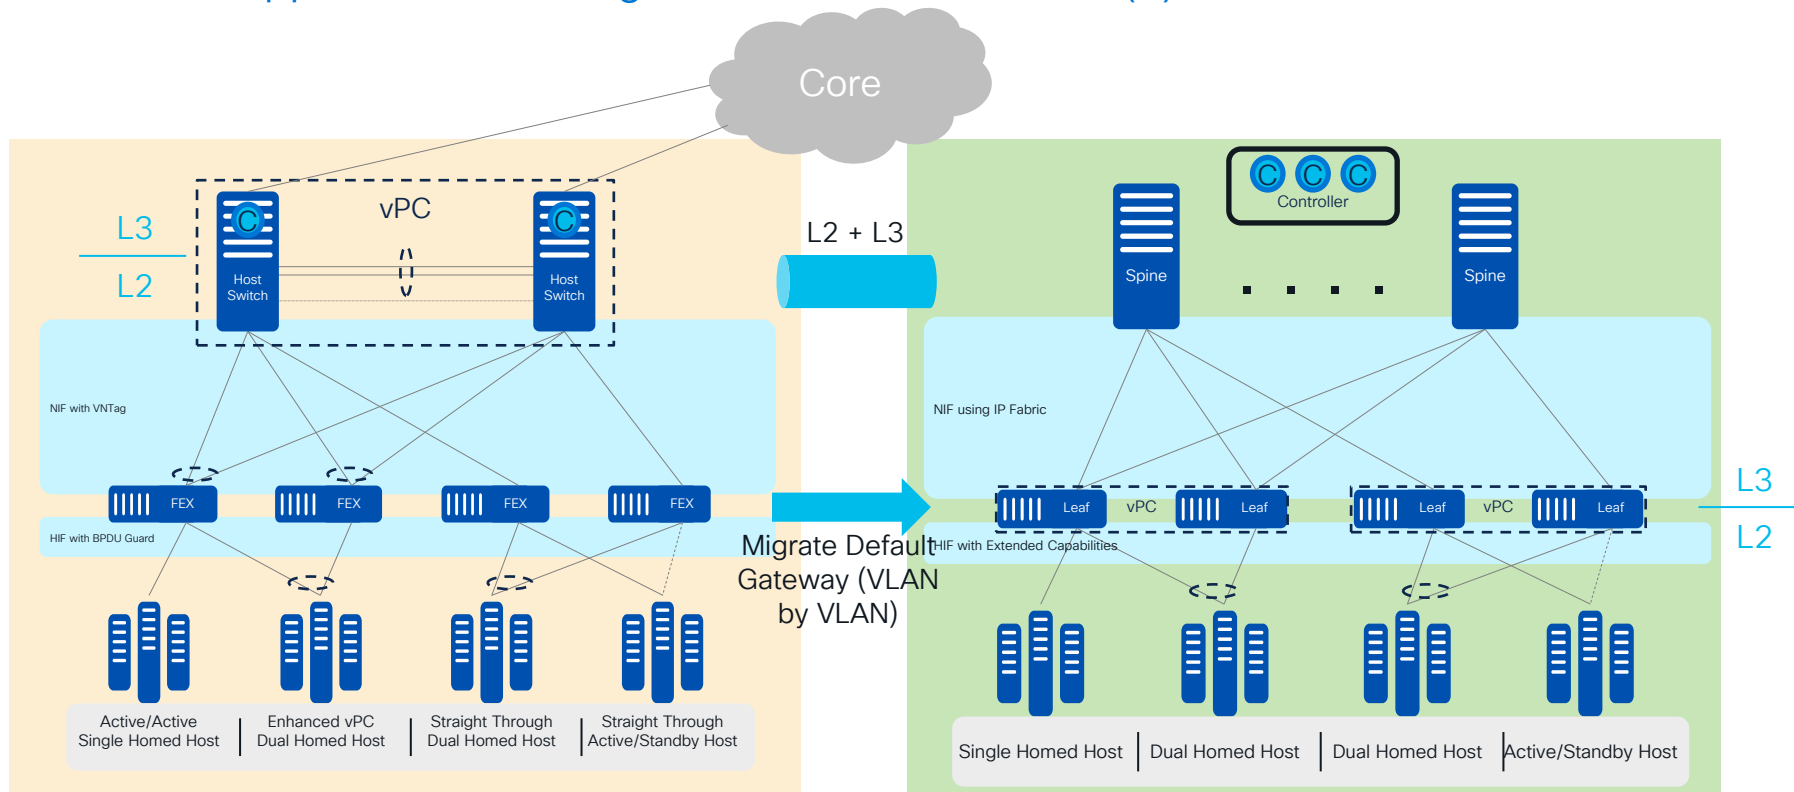 Core
vPC
L3
L2
C
C
Host
Switch
Host
Switch
L2 + L3
C C C
Controller
Spine
Spine
NIF with VNTag
NIF using IP Fabric
FEX
FEX
FEX
FEX
Leaf
vPC
Leaf
Leaf
vPC
Leaf
L3
L2
HIF with BPDU Guard
HIF with Extended Capabilities
Migrate Default
Gateway (VLAN
by VLAN)
Active/Active
Single Homed Host
Enhanced vPC
Dual Homed Host
Straight Through
Dual Homed Host
Straight Through
Active/Standby Host
Single Homed Host
Dual Homed Host
Dual Homed Host
Active/Standby Host